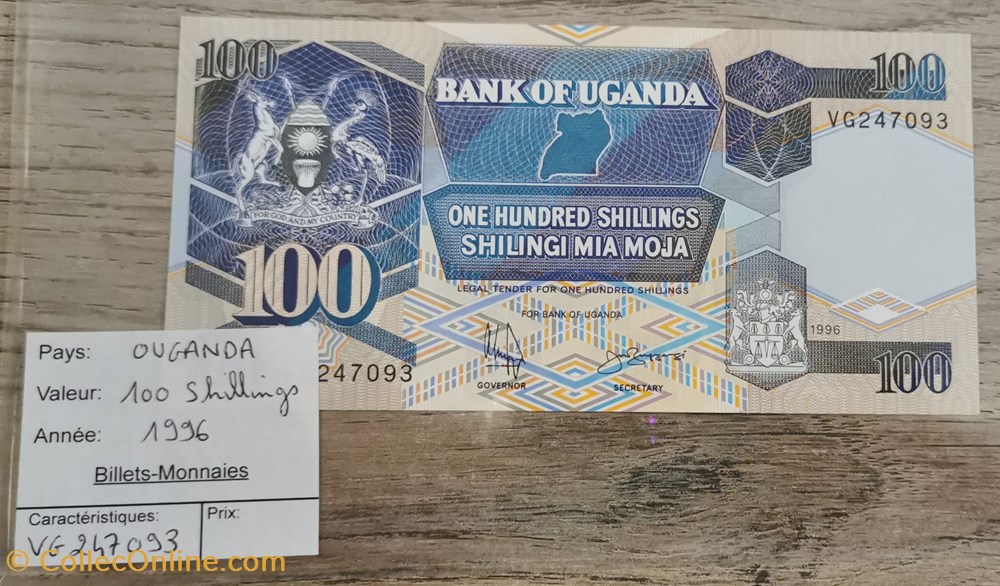 100
BANK OF UGANDA
100
VG247093
FOR GOD AND MY COUNTRY
ONE HUNDRED SHILLINGS
SHILINGI MIA MOJA
100
LEGAL TENDER FOR ONE HUNDRED SHILLINGS
FOR BANK OF UGANDA
1996
GOVERNOR
SECRETARY
100
247093
Pays: OUGANDA
Valeur: 100 Shillings
Année: 1996
Billets-Monnaies
Caractéristiques:
VG247093
Prix:
© CollecOnline.com